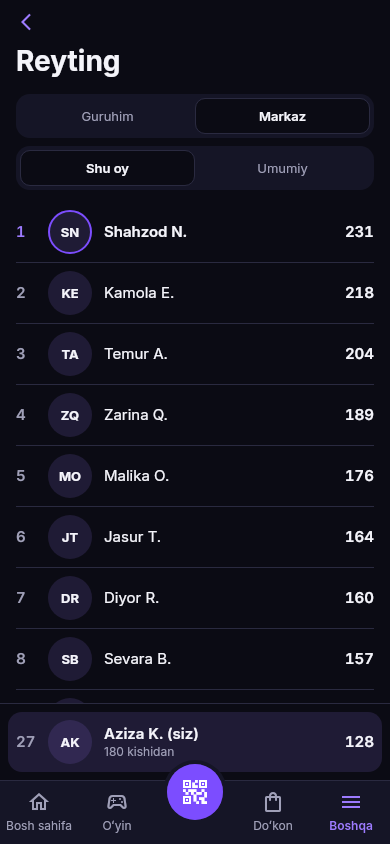 Reyting
Guruhim Markaz
Shu oy Umumiy
1 SN Shahzod N. 231
2 KE Kamola E. 218
3 TA Temur A. 204
4 ZQ Zarina Q. 189
5 MO Malika O. 176
6 JT Jasur T. 164
7 DR Diyor R. 160
8 SB Sevara B. 157
27 AK Aziza K. (siz) 128
180 kishidan
Bosh sahifa O'yin Do'kon Boshqa